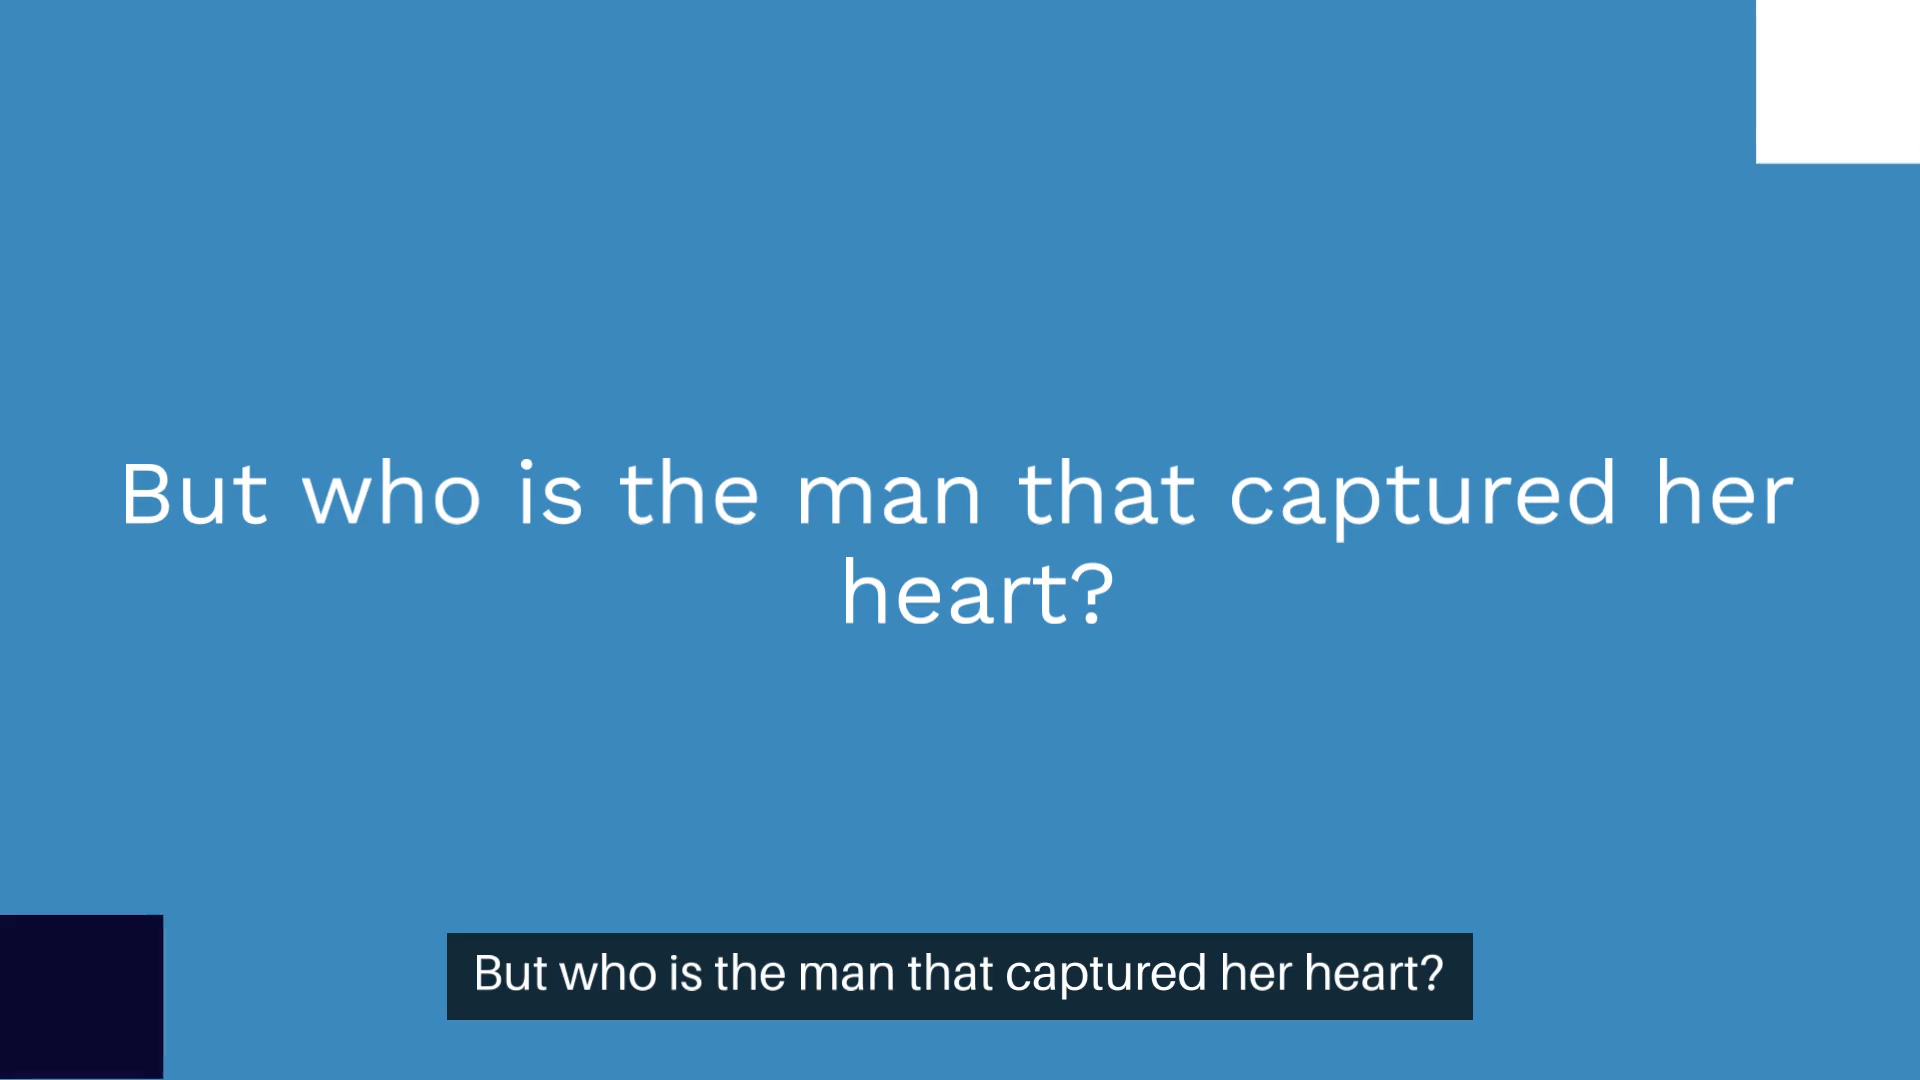 But who is the man that captured her
heart?
But who is the man that captured her heart?